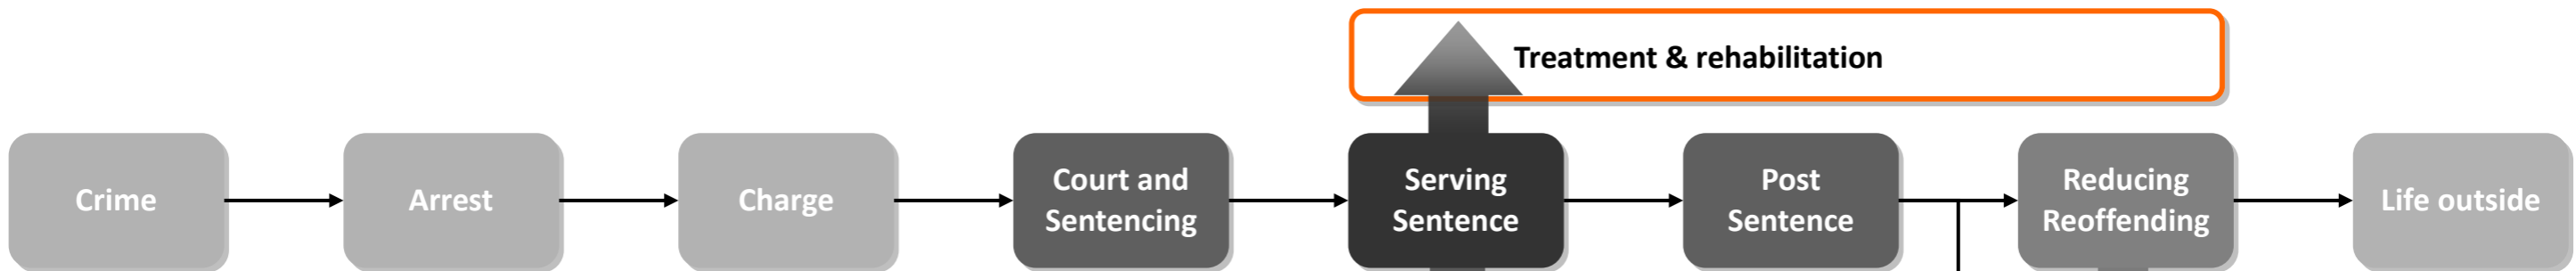 Treatment & rehabilitation
Crime
Arrest
Charge
Court and
Sentencing
Serving
Sentence
Post
Sentence
Reducing
Reoffending
Life outside